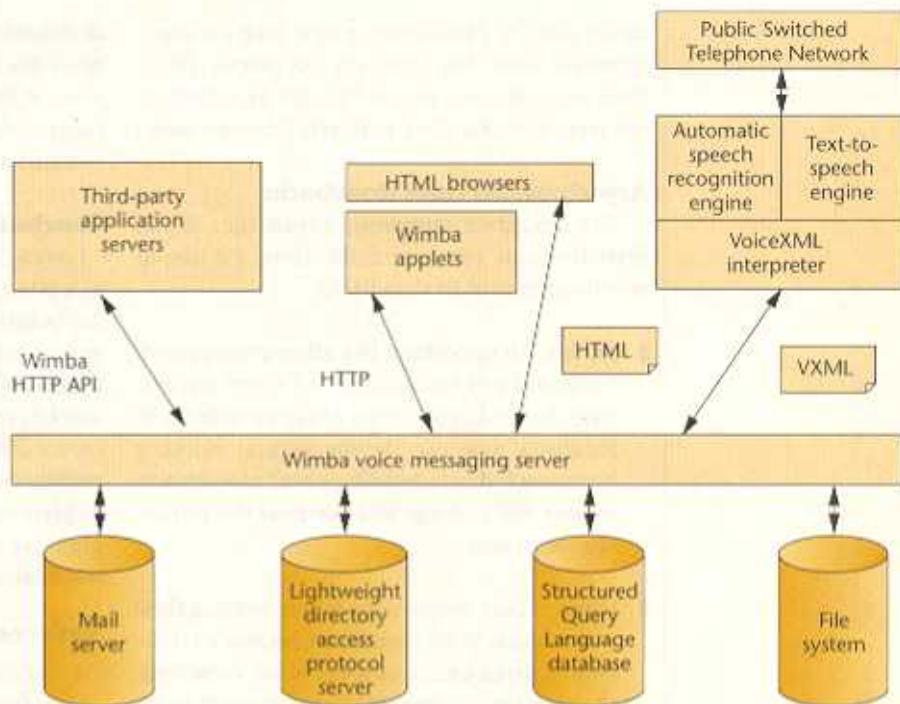 Public Switched
Telephone Network
Automatic
speech
recognition
engine
Text-to-
speech
engine
VoiceXML
interpreter
Third-party
application
servers
HTML browsers
Wimba
applets
Wimba
HTTP API
HTTP
HTML
VXML
Wimba voice messaging server
Mail
server
Lightweight
directory
access
protocol
server
Structured
Query
Language
database
File
system